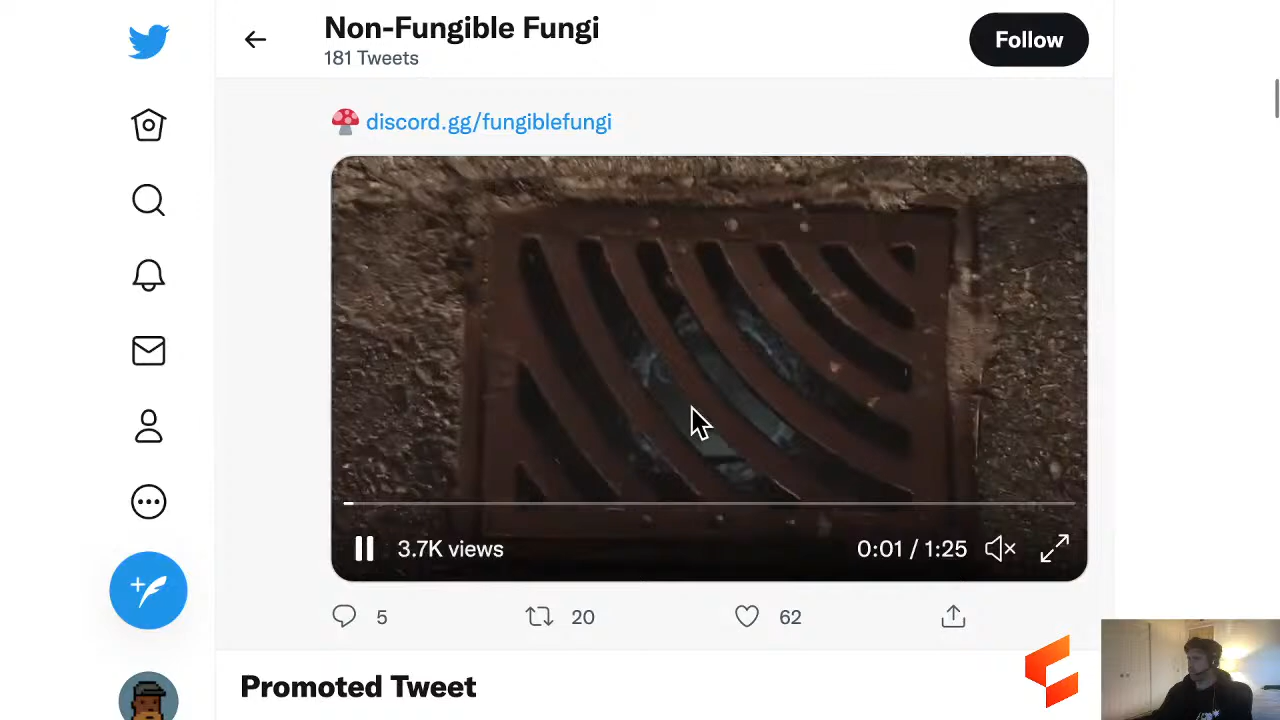 Non-Fungible Fungi
181 Tweets
Follow
discord.gg/fungiblefungi
3.7K views
0:01 / 1:25
5
20
62
Promoted Tweet